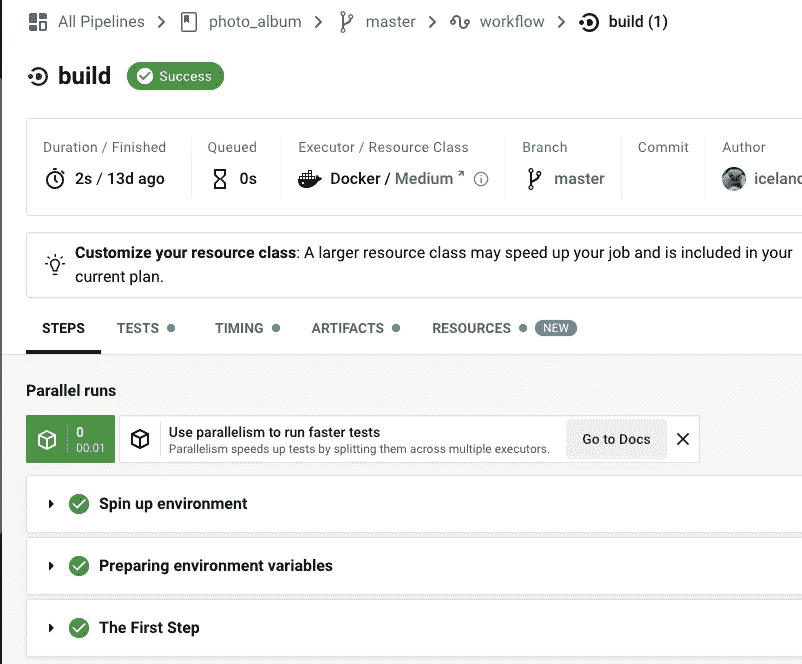 All Pipelines > photo_album > master > workflow > build (1)
build Success
Duration / Finished Queued Executor / Resource Class Branch Commit Author
2s / 13d ago 0s Docker / Medium master
Customize your resource class: A larger resource class may speed up your job and is included in your
current plan.
STEPS TESTS TIMING ARTIFACTS RESOURCES NEW
Parallel runs
0
00:01
Use parallelism to run faster tests
Parallelism speeds up tests by splitting them across multiple executors.
Go to Docs
Spin up environment
Preparing environment variables
The First Step